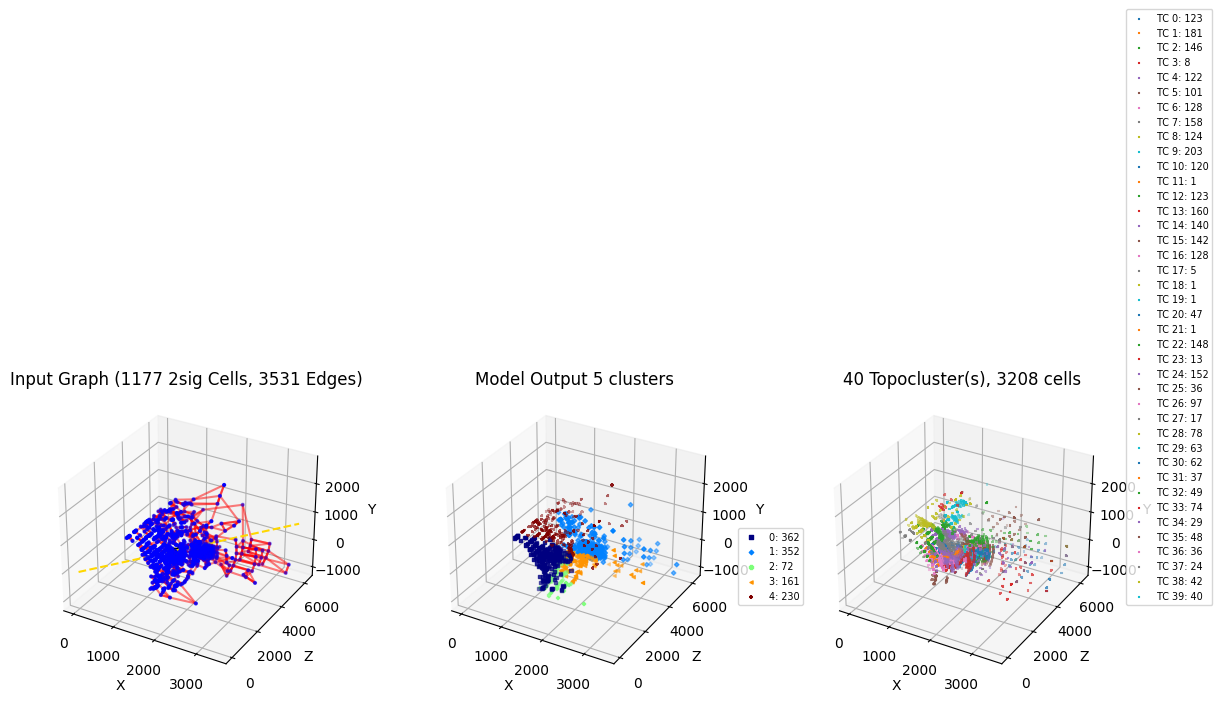 TC 0: 123
TC 1: 181
TC 2: 146
TC 3: 8
TC 4: 122
TC 5: 101
TC 6: 128
TC 7: 158
TC 8: 124
TC 9: 203
TC 10: 120
TC 11: 1
TC 12: 123
TC 13: 160
TC 14: 140
TC 15: 142
TC 16: 128
TC 17: 5
TC 18: 1
TC 19: 1
TC 20: 47
TC 21: 1
TC 22: 148
TC 23: 13
TC 24: 152
TC 25: 36
TC 26: 97
TC 27: 17
TC 28: 78
TC 29: 63
TC 30: 62
TC 31: 37
TC 32: 49
TC 33: 74
TC 34: 29
TC 35: 48
TC 36: 36
TC 37: 24
TC 38: 42
TC 39: 40
Input Graph (1177 2sig Cells, 3531 Edges)
2000
1000
0
−1000
Y
6000
4000
2000
0
Z
0
1000
2000
3000
X
Model Output 5 clusters
2000
1000
0
−1000
Y
6000
4000
2000
0
Z
0
1000
2000
3000
X
0: 362
1: 352
2: 72
3: 161
4: 230
40 Topocluster(s), 3208 cells
2000
1000
0
−1000
Y
6000
4000
2000
0
Z
0
1000
2000
3000
X